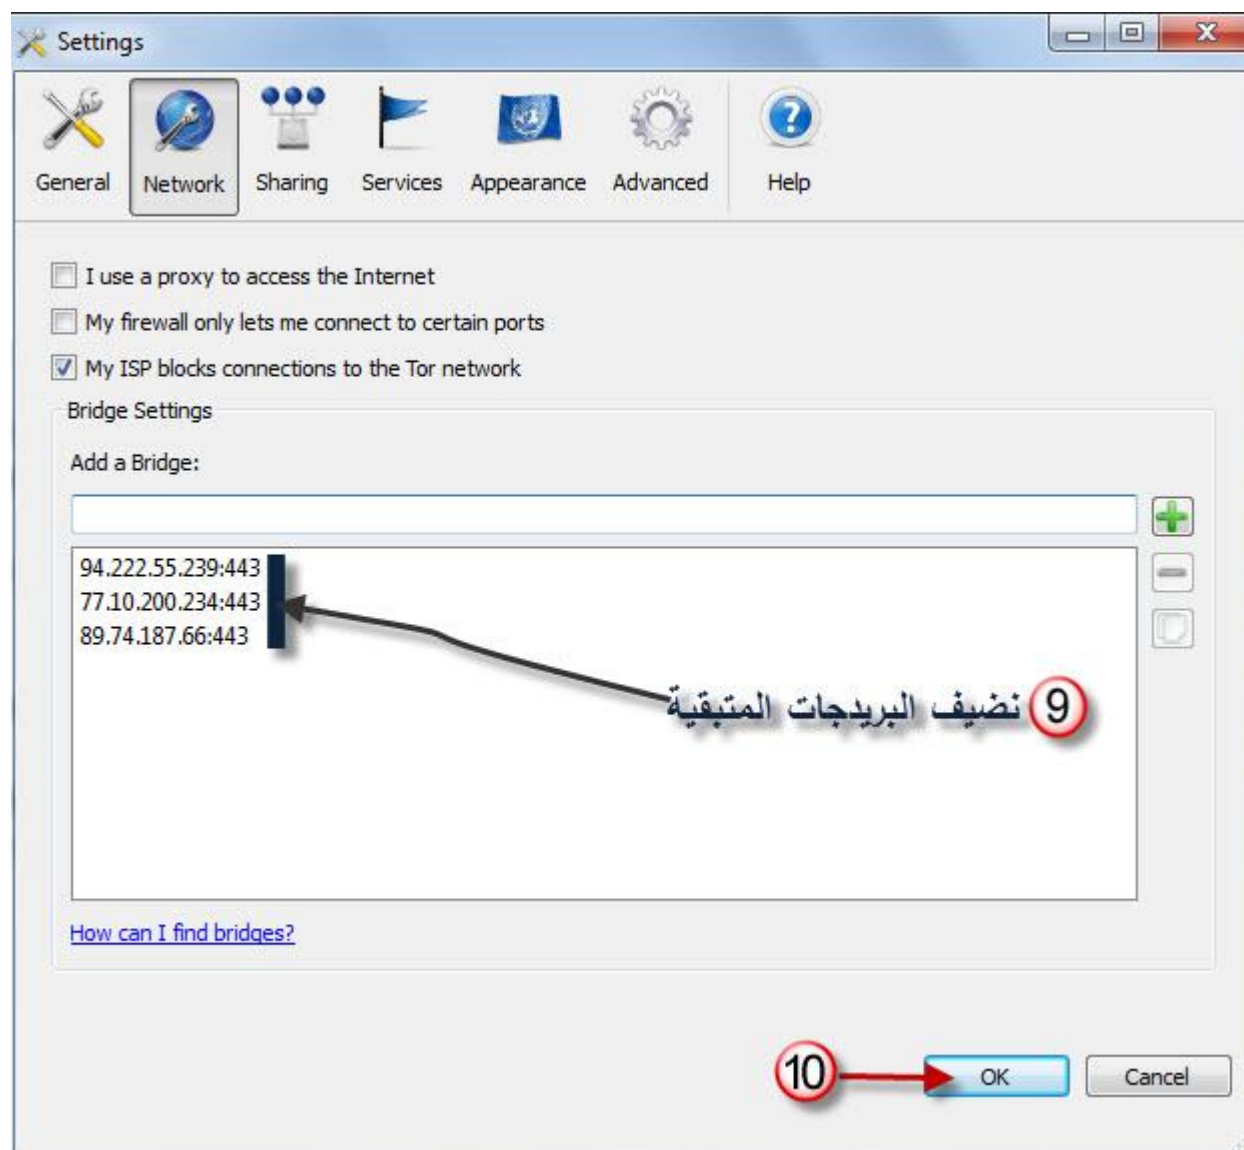 Settings
General
Network
Sharing
Services
Appearance
Advanced
Help
I use a proxy to access the Internet
My firewall only lets me connect to certain ports
My ISP blocks connections to the Tor network
Bridge Settings
Add a Bridge:
94.222.55.239:443
77.10.200.234:443
89.74.187.66:443
9 نضيف البريدجات المتبقية
How can I find bridges?
10
OK
Cancel